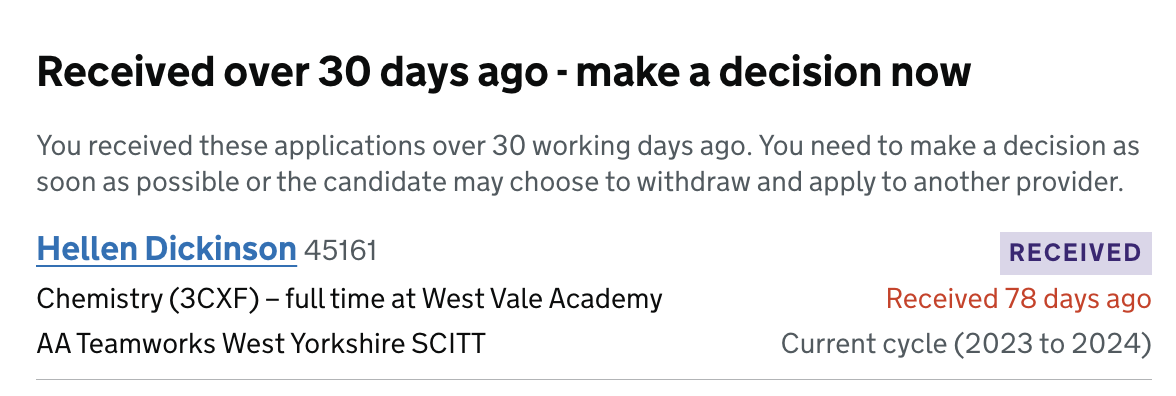 Received over 30 days ago - make a decision now
You received these applications over 30 working days ago. You need to make a decision as
soon as possible or the candidate may choose to withdraw and apply to another provider.
Hellen Dickinson 45161
RECEIVED
Chemistry (3CXF) – full time at West Vale Academy
Received 78 days ago
AA Teamworks West Yorkshire SCITT
Current cycle (2023 to 2024)